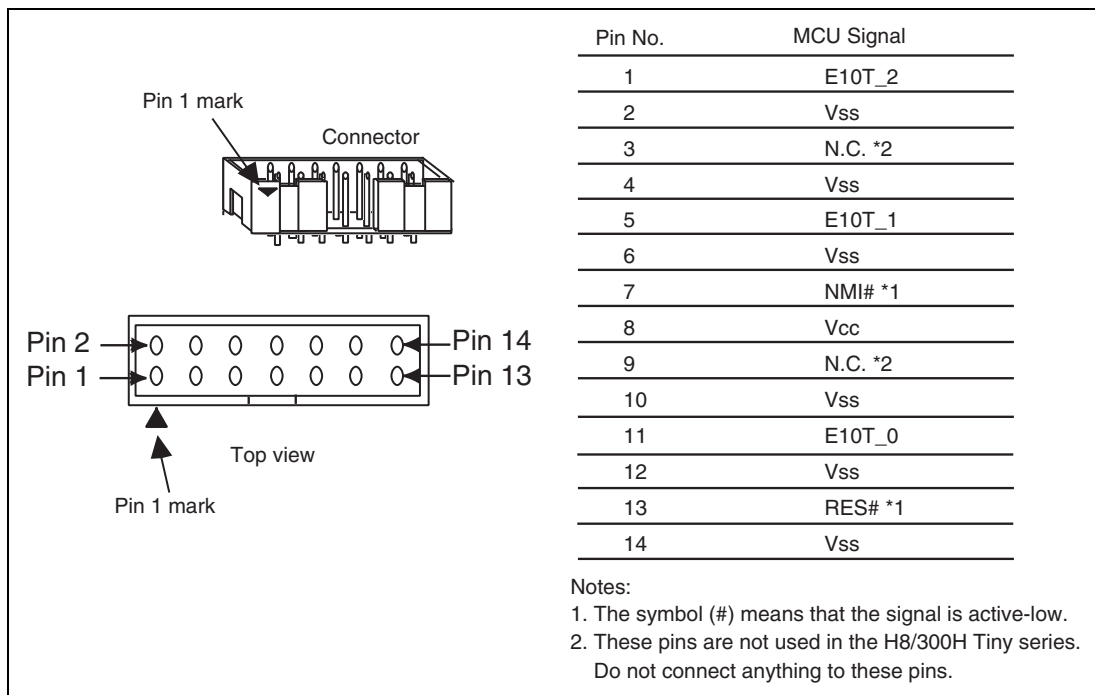 Pin 1 mark
Connector
Pin 2
Pin 14
Pin 1
Pin 13
Top view
Pin 1 mark
Pin No. MCU Signal
1 E10T_2
2 Vss
3 N.C. *2
4 Vss
5 E10T_1
6 Vss
7 NMI# *1
8 Vcc
9 N.C. *2
10 Vss
11 E10T_0
12 Vss
13 RES# *1
14 Vss
Notes:
1. The symbol (#) means that the signal is active-low.
2. These pins are not used in the H8/300H Tiny series.
Do not connect anything to these pins.